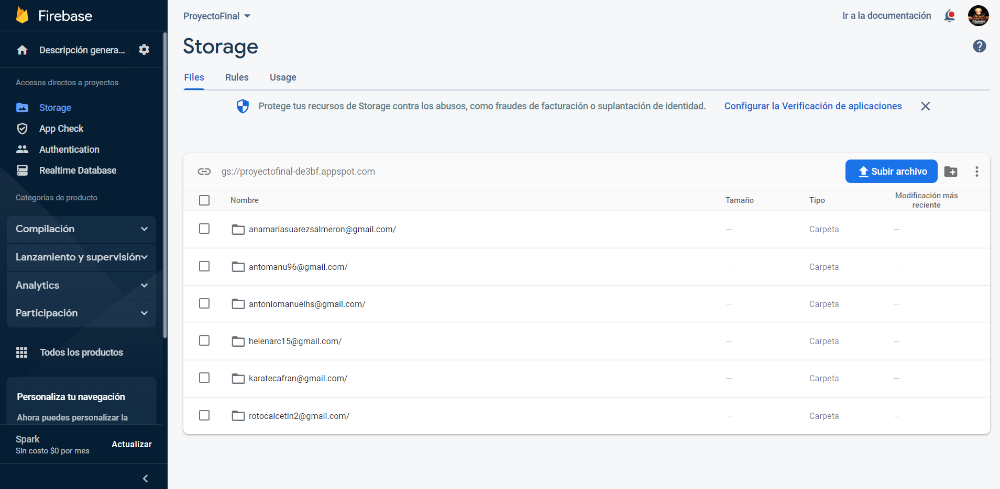 Firebase
Descripción genera...
Accesos directos a proyectos
Storage
App Check
Authentication
Realtime Database
Categorías de producto
Compilación
Lanzamiento y supervisión
Analytics
Participación
Todos los productos
Personaliza tu navegación
Ahora puedes personalizar la
Spark
Sin costo $0 por mes
Actualizar
ProyectoFinal
Ir a la documentación
Storage
Files Rules Usage
Protege tus recursos de Storage contra los abusos, como fraudes de facturación o suplantación de identidad. Configurar la Verificación de aplicaciones
gs://proyectofinal-de3bf.appspot.com
Subir archivo
Nombre Tamaño Tipo Modificación más
reciente
anamariasuarezsalmeron@gmail.com/ — Carpeta —
antomanu96@gmail.com/ — Carpeta —
antoniomanuelhs@gmail.com/ — Carpeta —
helenarc15@gmail.com/ — Carpeta —
karatecafran@gmail.com/ — Carpeta —
rotocalcetin2@gmail.com/ — Carpeta —